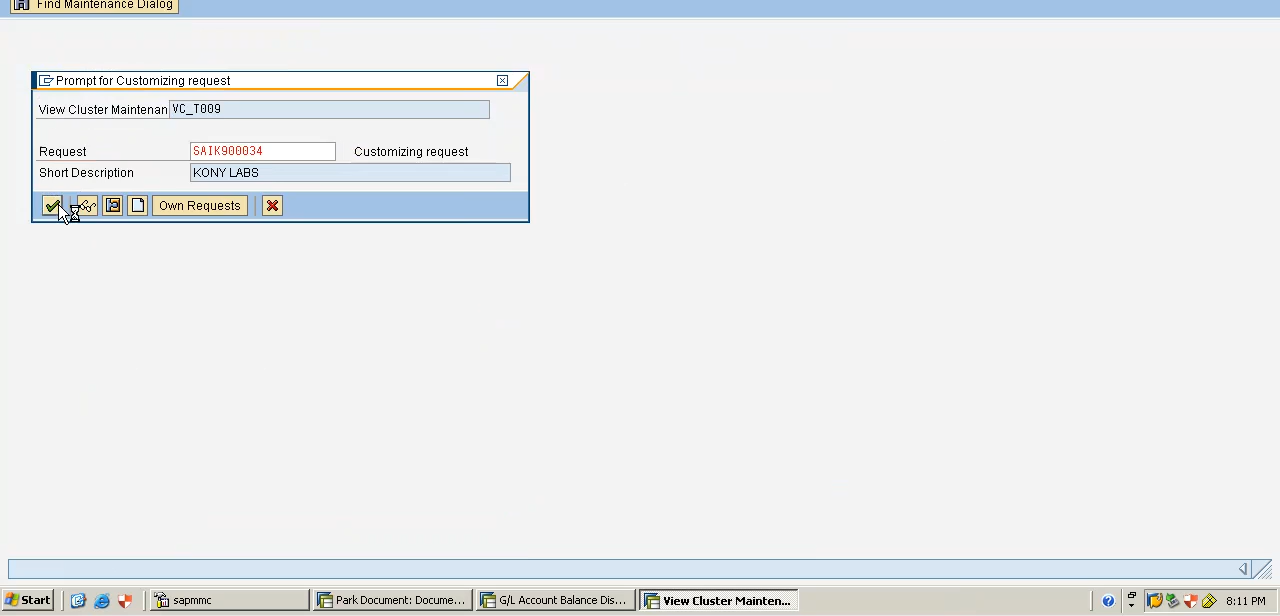 Find Maintenance Dialog
Prompt for Customizing request
View Cluster Maintenan VC_T009
Request SAIK900034 Customizing request
Short Description KONY LABS
Own Requests
Start sapmmc Park Document: Docume... G/L Account Balance Dis... View Cluster Mainten... 8:11 PM